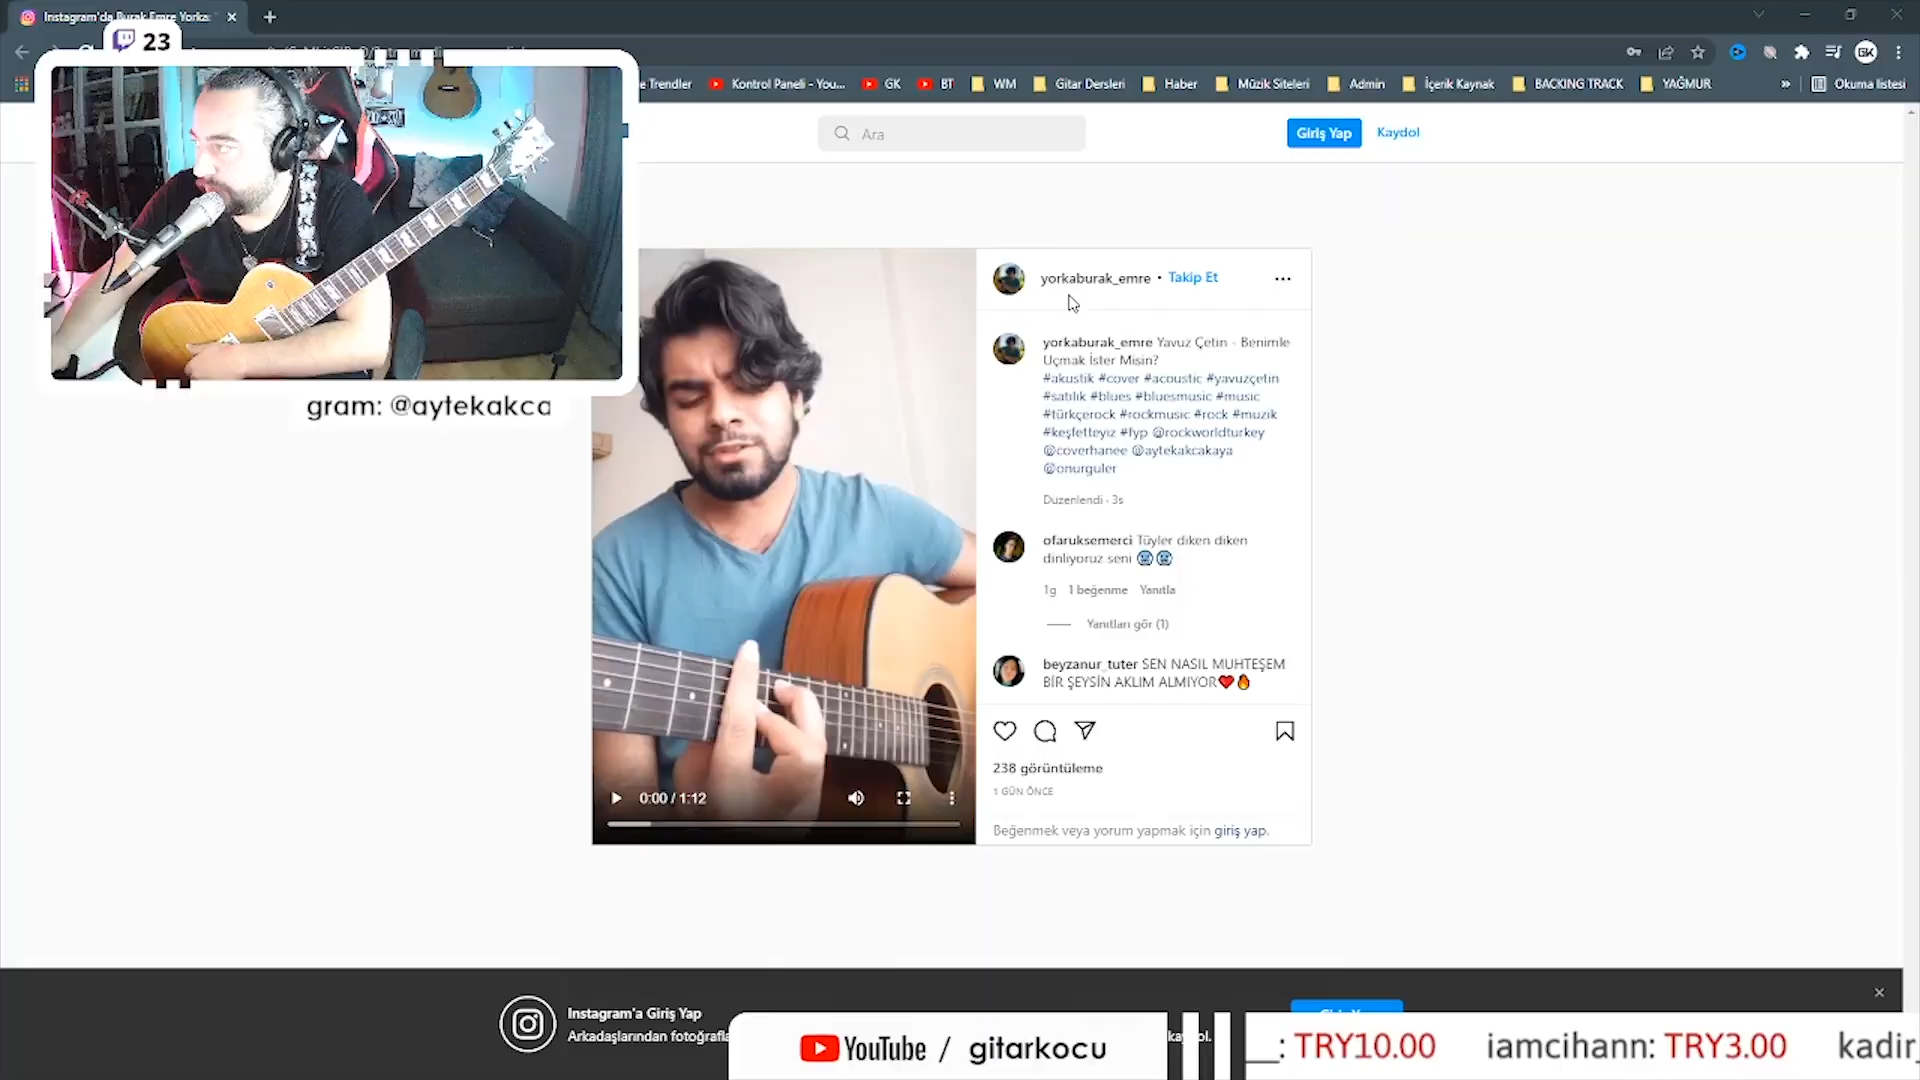 Instagram'da Burak Emre Yorka:
23
e Trendler
Kontrol Paneli - You...
GK
BT
WM
Gitar Dersleri
Haber
Müzik Siteleri
Admin
İçerik Kaynak
BACKING TRACK
YAĞMUR
»
Okuma listesi
GK
Ara
Giriş Yap
Kaydol
gram: @aytekakca
yorkaburak_emre • Takip Et
yorkaburak_emre Yavuz Çetin - Benimle
Uçmak İster Misin?
#akustik #cover #acoustic #yavuzçetin
#satılık #blues #bluesmusic #music
#türkçerock #rockmusic #rock #muzik
#keşfetteyiz #fyp @rockworldturkey
@coverhanee @aytekakcakaya
@onurguler
Düzenlendi · 3s
ofaruksemerci Tüyler diken diken
dinliyoruz seni 🥶🥶
1g 1 beğenme Yanıtla
Yanıtları gör (1)
beyzanur_tuter SEN NASIL MUHTEŞEM
BİR ŞEYSİN AKLIM ALMIYOR❤🔥
0:00 / 1:12
238 görüntüleme
1 GÜN ÖNCE
Beğenmek veya yorum yapmak için giriş yap.
Instagram'a Giriş Yap
Arkadaşlarından fotoğrafla
YouTube / gitarkocu
__: TRY10.00 iamcihann: TRY3.00 kadir_